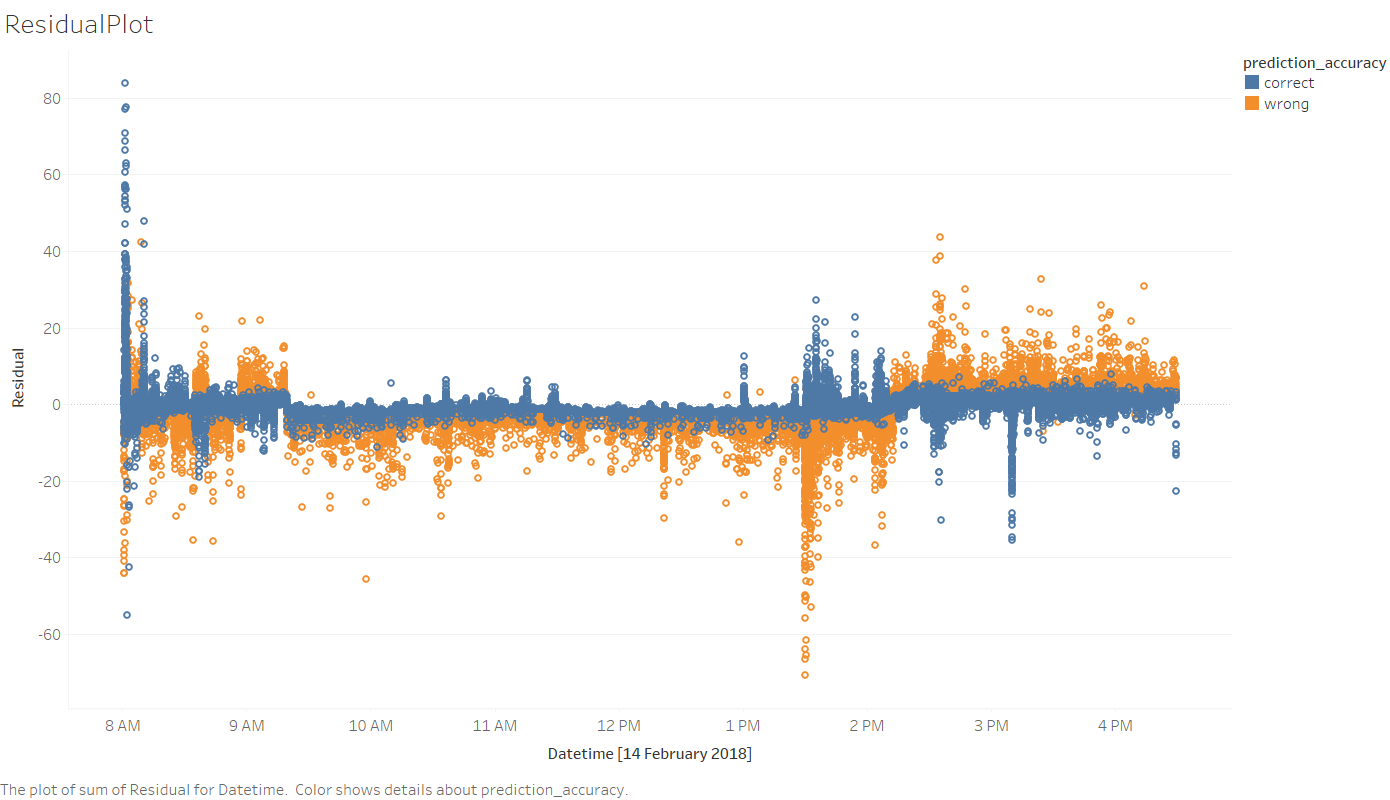 ResidualPlot
prediction_accuracy
correct
wrong
80
60
40
20
0
-20
-40
-60
Residual
8 AM 9 AM 10 AM 11 AM 12 PM 1 PM 2 PM 3 PM 4 PM
Datetime [14 February 2018]
The plot of sum of Residual for Datetime.  Color shows details about prediction_accuracy.